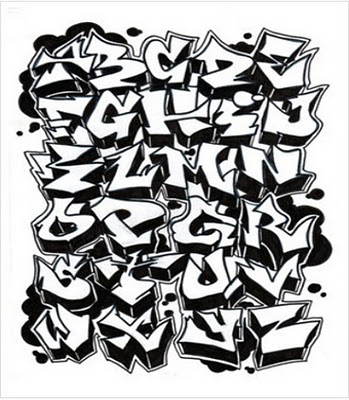 ABCDE
FGHIJ
KLMN
OPQR
STUV
WXYZ